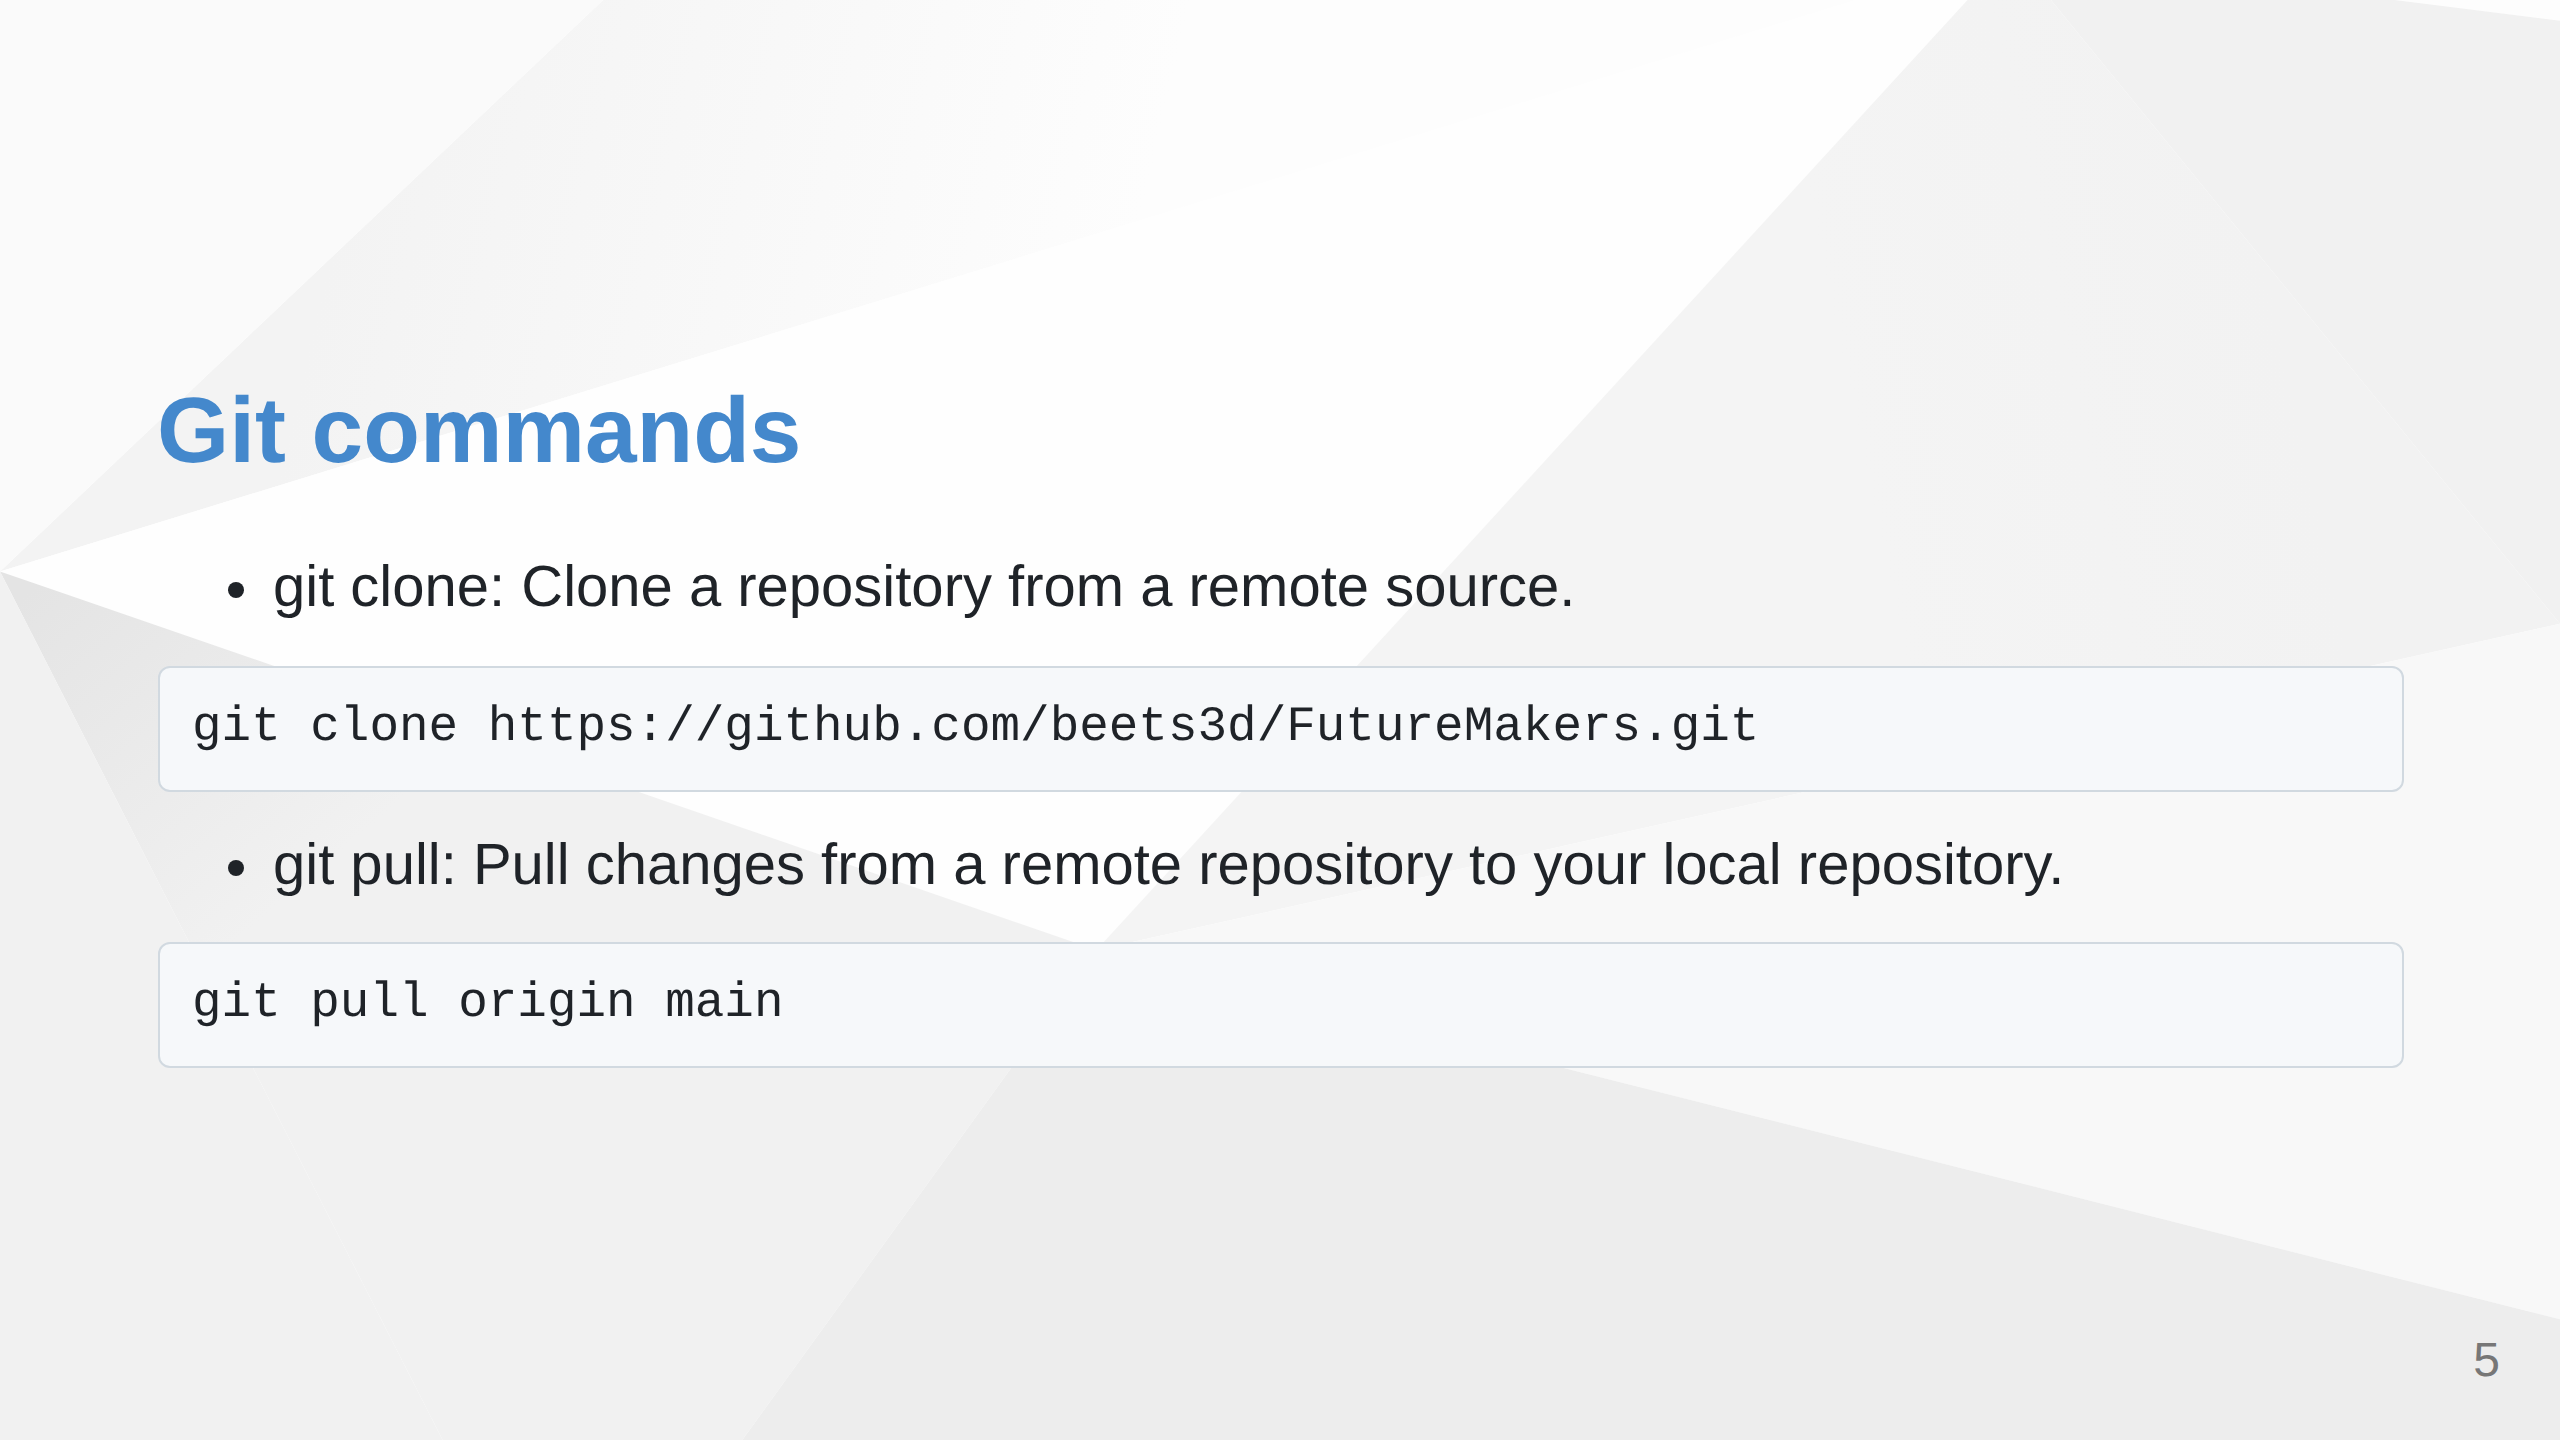 Git commands
• git clone: Clone a repository from a remote source.
git clone https://github.com/beets3d/FutureMakers.git
• git pull: Pull changes from a remote repository to your local repository.
git pull origin main
5